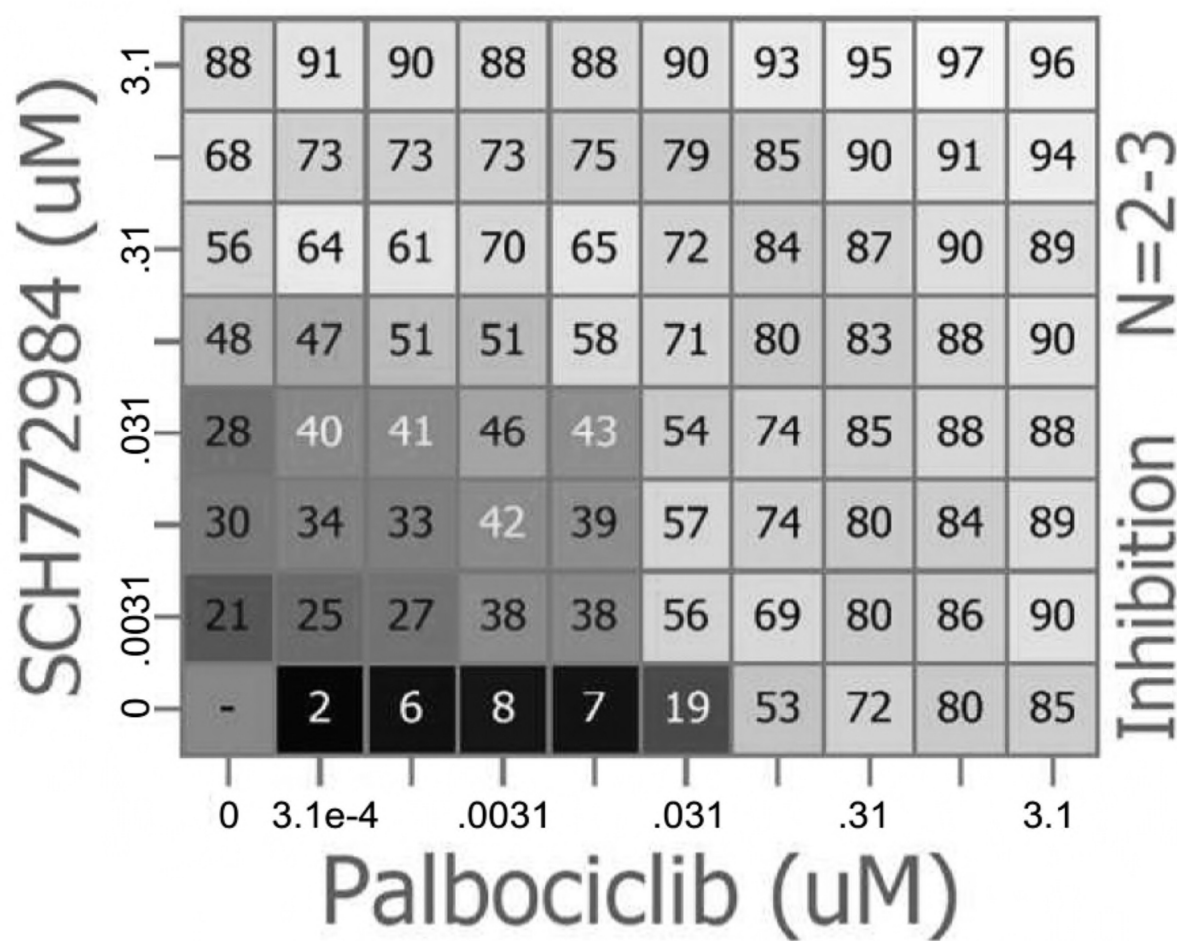 SCH772984 (uM)
3.1 88 91 90 88 88 90 93 95 97 96
68 73 73 73 75 79 85 90 91 94
.31 56 64 61 70 65 72 84 87 90 89
48 47 51 51 58 71 80 83 88 90
.031 28 40 41 46 43 54 74 85 88 88
30 34 33 42 39 57 74 80 84 89
.0031 21 25 27 38 38 56 69 80 86 90
0 - 2 6 8 7 19 53 72 80 85
0 3.1e-4 .0031 .031 .31 3.1
Palbociclib (uM)
Inhibition N=2-3